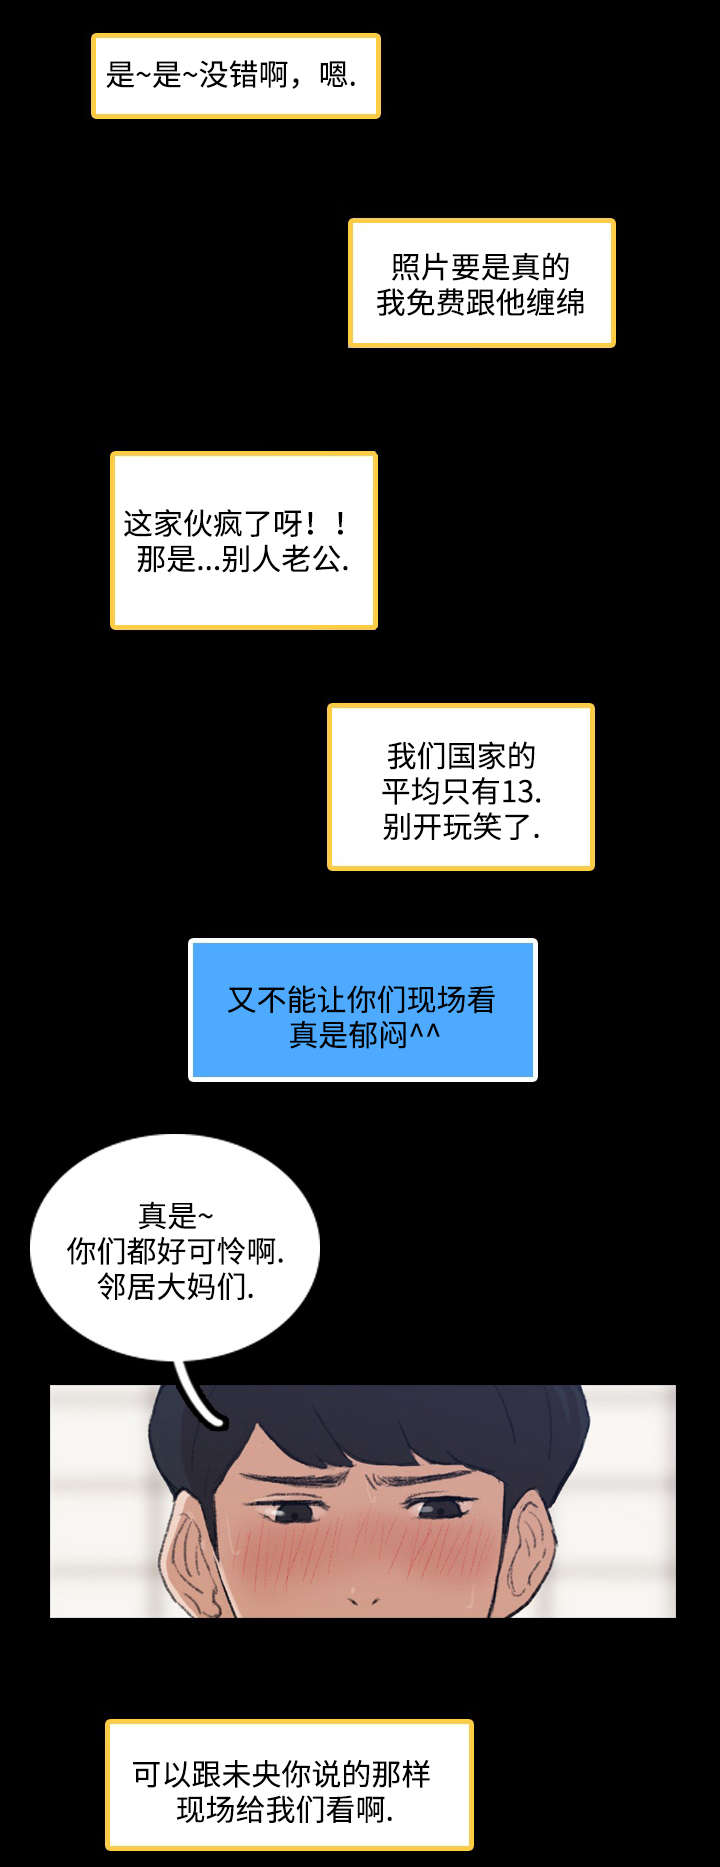 是~是~没错啊，嗯.
照片要是真的
我免费跟他缠绵
这家伙疯了呀！！
那是...别人老公.
我们国家的
平均只有13.
别开玩笑了.
又不能让你们现场看
真是郁闷^^
真是~
你们都好可怜啊.
邻居大妈们.
可以跟未央你说的那样
现场给我们看啊.